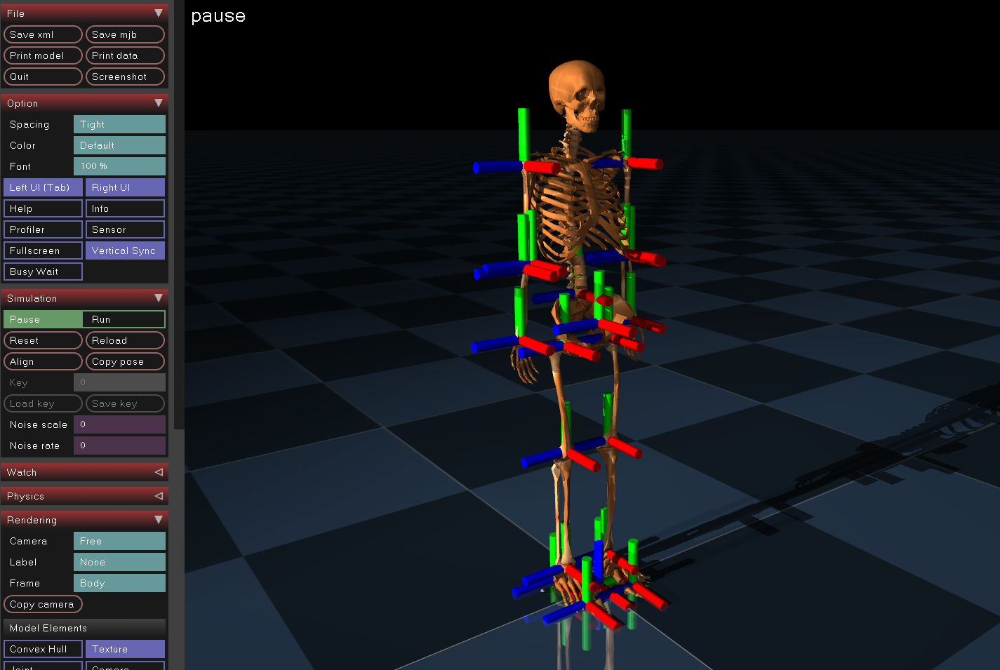 File
Save xml Save mjb
Print model Print data
Quit Screenshot
Option
Spacing Tight
Color Default
Font 100 %
Left UI (Tab) Right UI
Help Info
Profiler Sensor
Fullscreen Vertical Sync
Busy Wait
Simulation
Pause Run
Reset Reload
Align Copy pose
Key 0
Load key Save key
Noise scale 0
Noise rate 0
Watch
Physics
Rendering
Camera Free
Label None
Frame Body
Copy camera
Model Elements
Convex Hull Texture
Joint Camera
pause